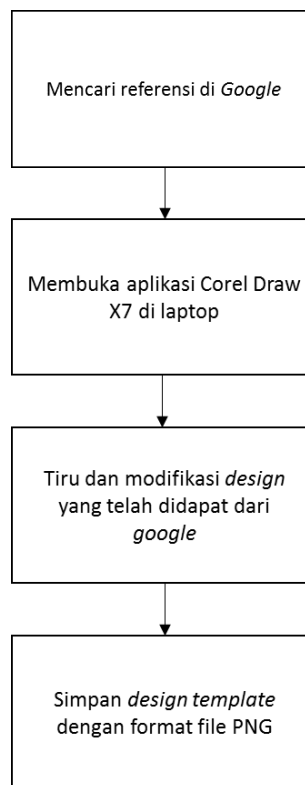 Mencari referensi di Google
Membuka aplikasi Corel Draw
X7 di laptop
Tiru dan modifikasi design
yang telah didapat dari
google
Simpan design template
dengan format file PNG